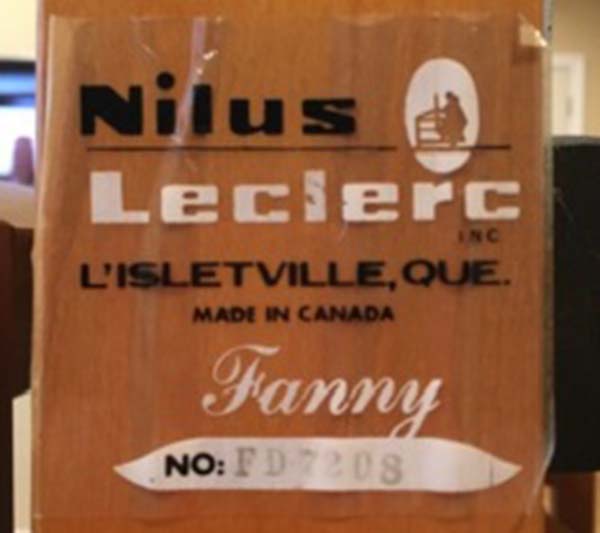 Nilus
Leclerc
INC
L'ISLETVILLE, QUE.
MADE IN CANADA
Fanny
NO: FD-7208